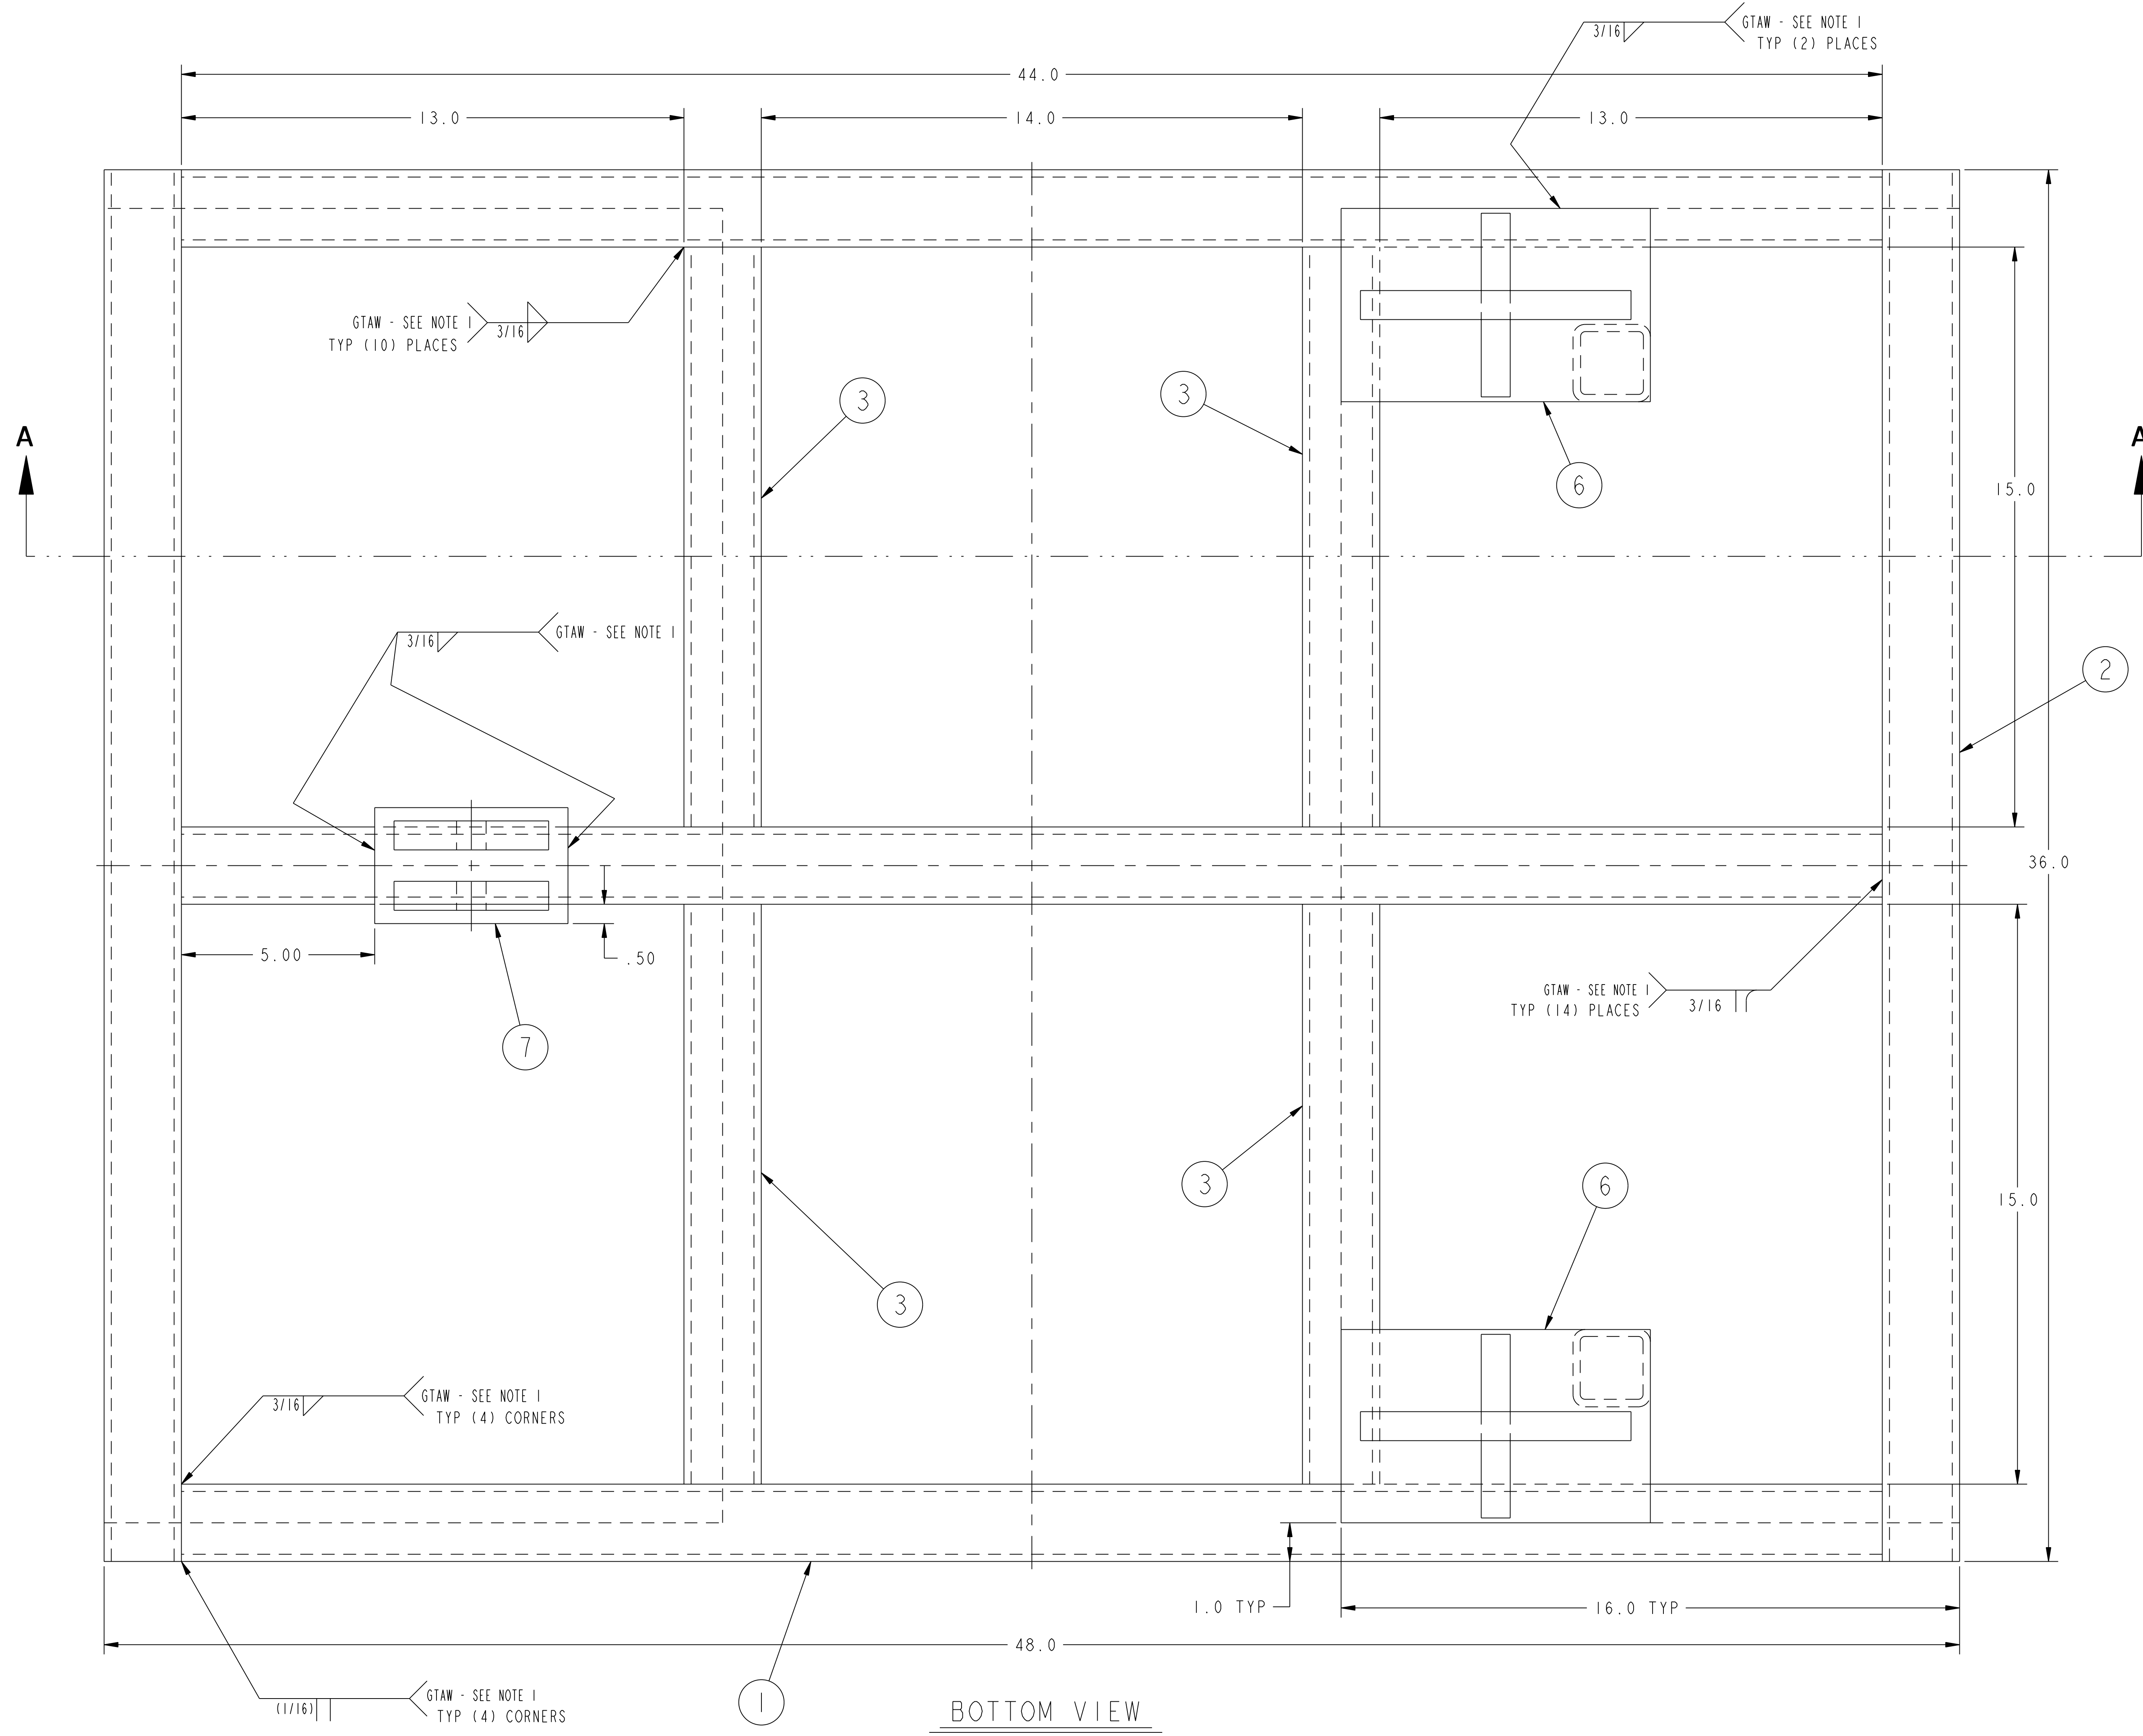 3/16 GTAW - SEE NOTE 1
TYP (2) PLACES
44.0
13.0
14.0
13.0
GTAW - SEE NOTE 1 3/16
TYP (10) PLACES
3
3
A
A
6
15.0
3/16 GTAW - SEE NOTE 1
2
36.0
5.00
.50
GTAW - SEE NOTE 1 3/16
TYP (14) PLACES
7
3
6
15.0
3
3/16 GTAW - SEE NOTE 1
TYP (4) CORNERS
1.0 TYP
16.0 TYP
48.0
(1/16) GTAW - SEE NOTE 1
TYP (4) CORNERS
1
BOTTOM VIEW